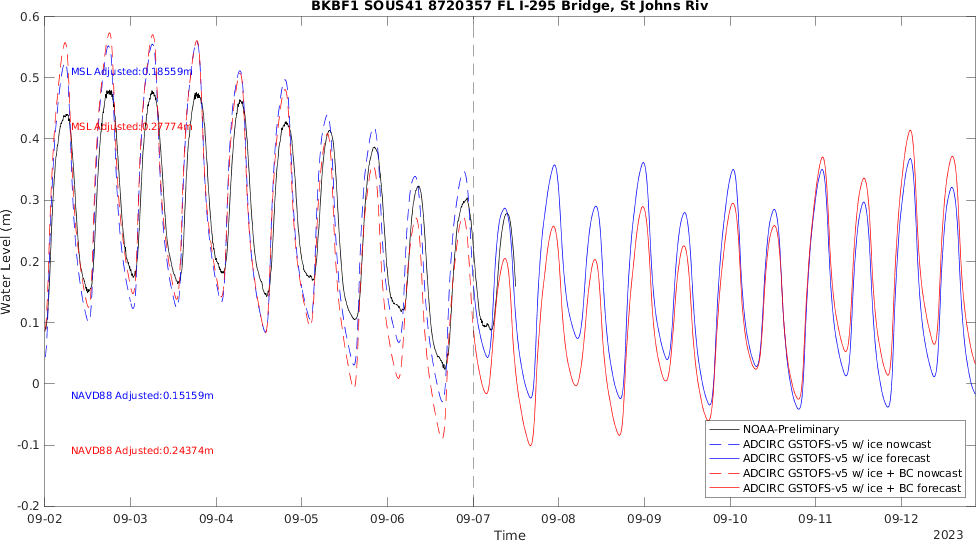 BKBF1 SOUS41 8720357 FL I-295 Bridge, St Johns Riv
0.6
0.5
0.4
0.3
0.2
0.1
0
-0.1
-0.2
Water Level (m)
MSL Adjusted:0.18559m
MSL Adjusted:0.27774m
NAVD88 Adjusted:0.15159m
NAVD88 Adjusted:0.24374m
NOAA-Preliminary
ADCIRC GSTOFS-v5 w/ ice nowcast
ADCIRC GSTOFS-v5 w/ ice forecast
ADCIRC GSTOFS-v5 w/ ice + BC nowcast
ADCIRC GSTOFS-v5 w/ ice + BC forecast
09-02 09-03 09-04 09-05 09-06 09-07 09-08 09-09 09-10 09-11 09-12
Time
2023